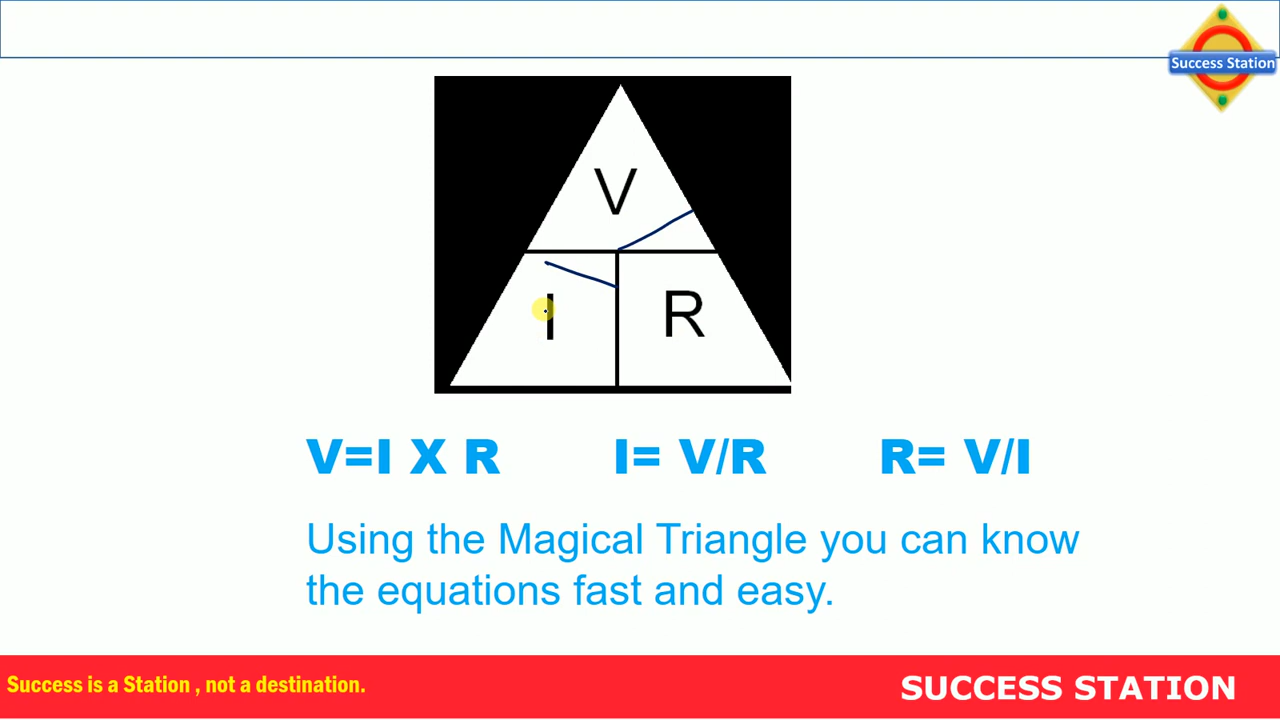 Success Station
V
I
R
V=I X R
I= V/R
R= V/I
Using the Magical Triangle you can know
the equations fast and easy.
Success is a Station , not a destination.
SUCCESS STATION